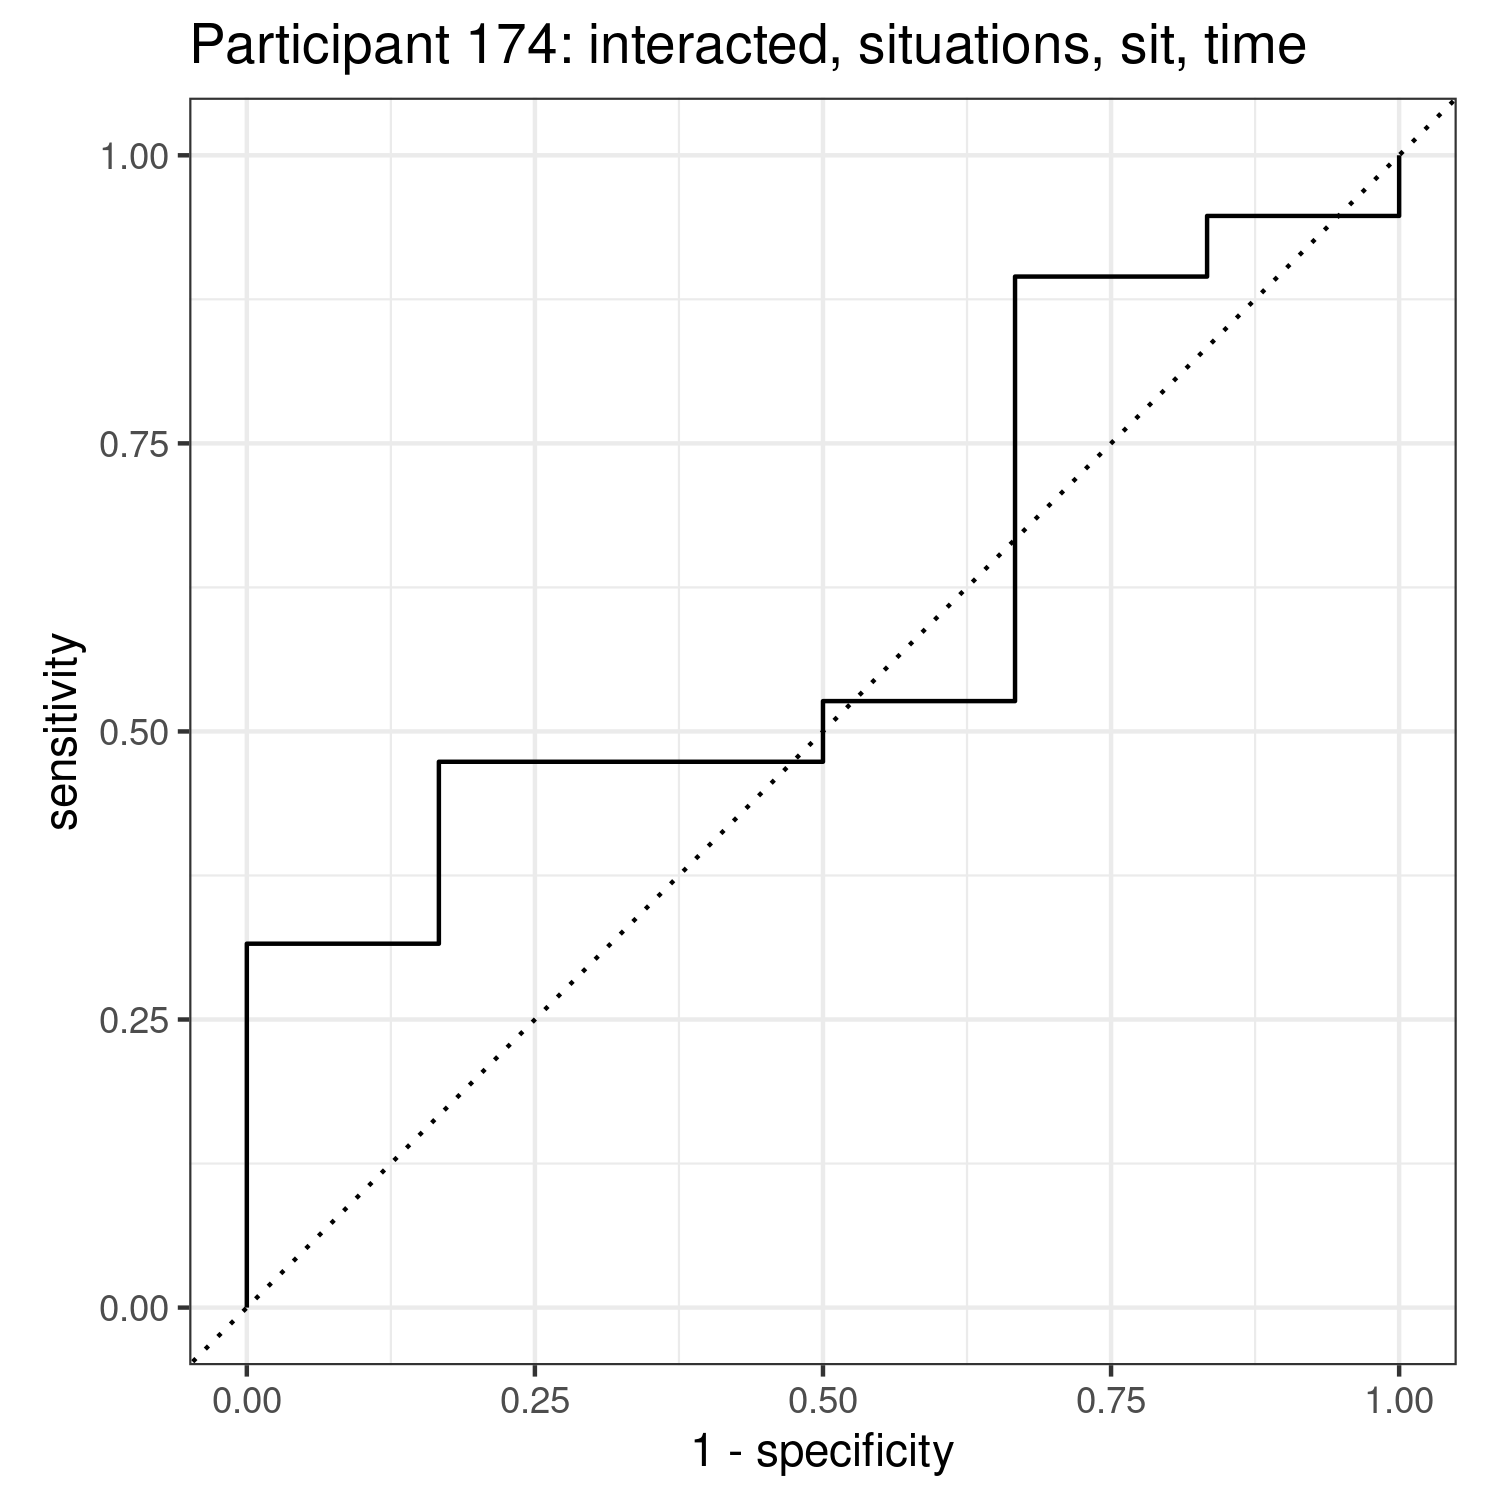 Participant 174: interacted, situations, sit, time
1.00
0.75
0.50
0.25
0.00
sensitivity
0.00 0.25 0.50 0.75 1.00
1 - specificity